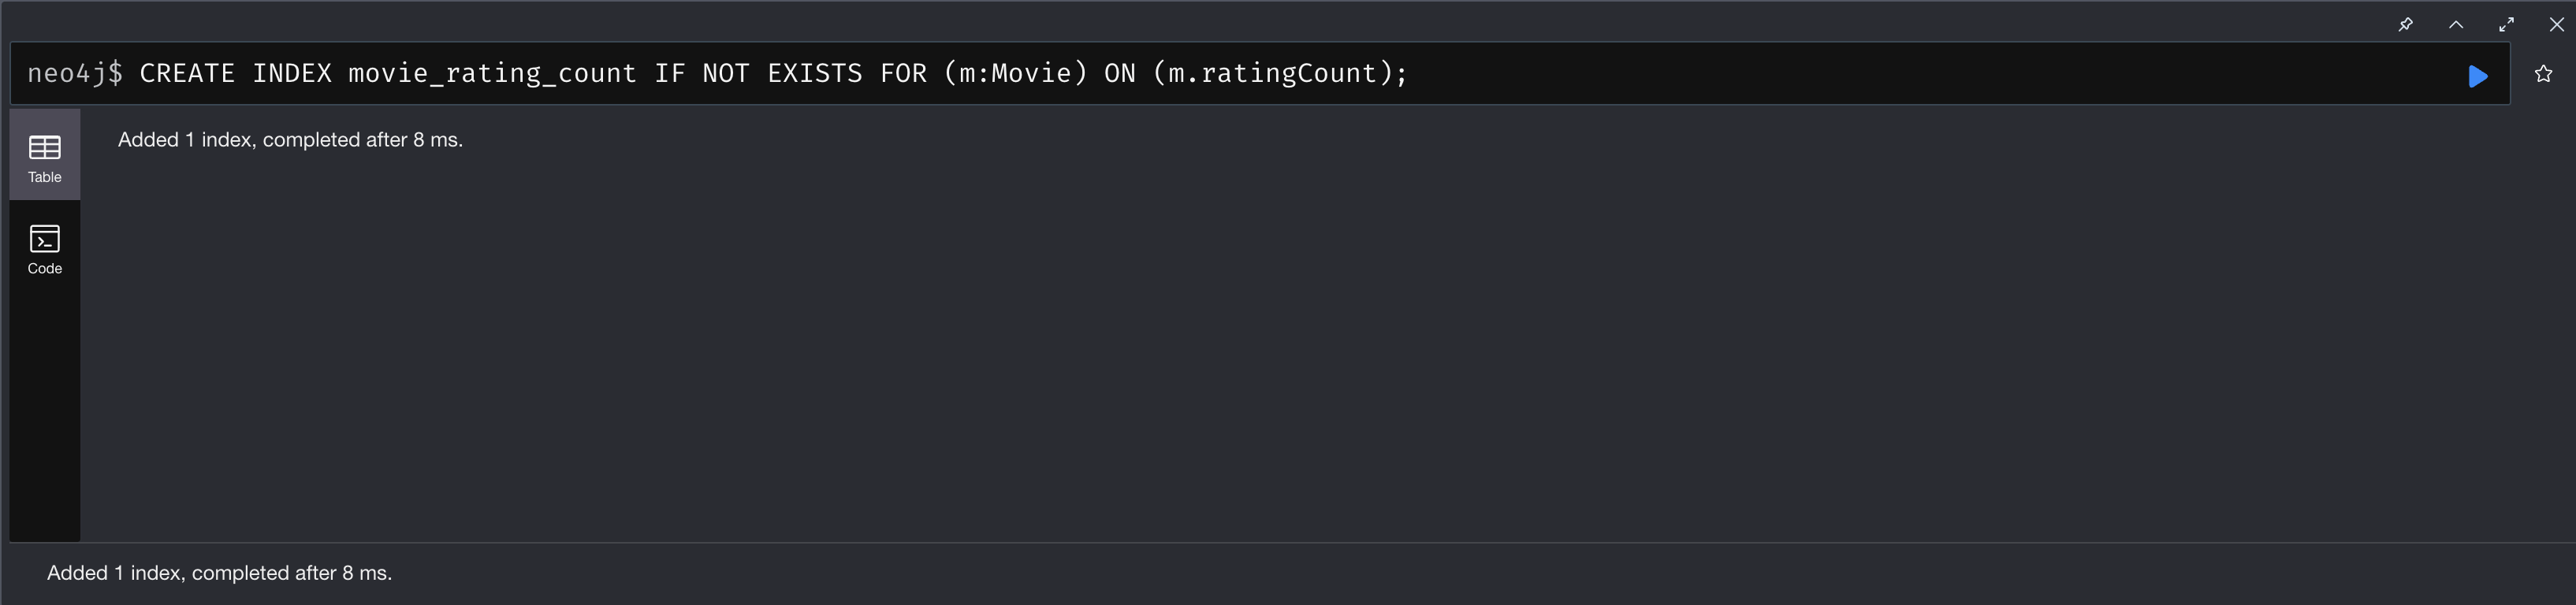 neo4j$ CREATE INDEX movie_rating_count IF NOT EXISTS FOR (m:Movie) ON (m.ratingCount);
Table
Added 1 index, completed after 8 ms.
Code
Added 1 index, completed after 8 ms.